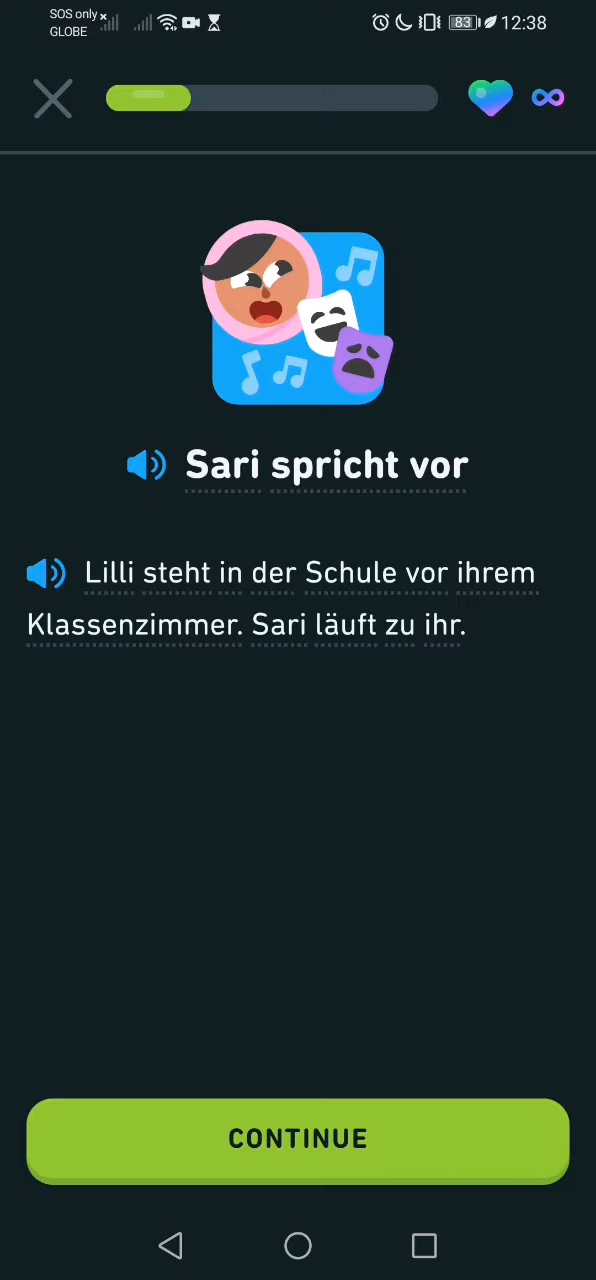 SOS only
GLOBE
83
12:38
Sari spricht vor
Lilli steht in der Schule vor ihrem
Klassenzimmer. Sari läuft zu ihr.
CONTINUE